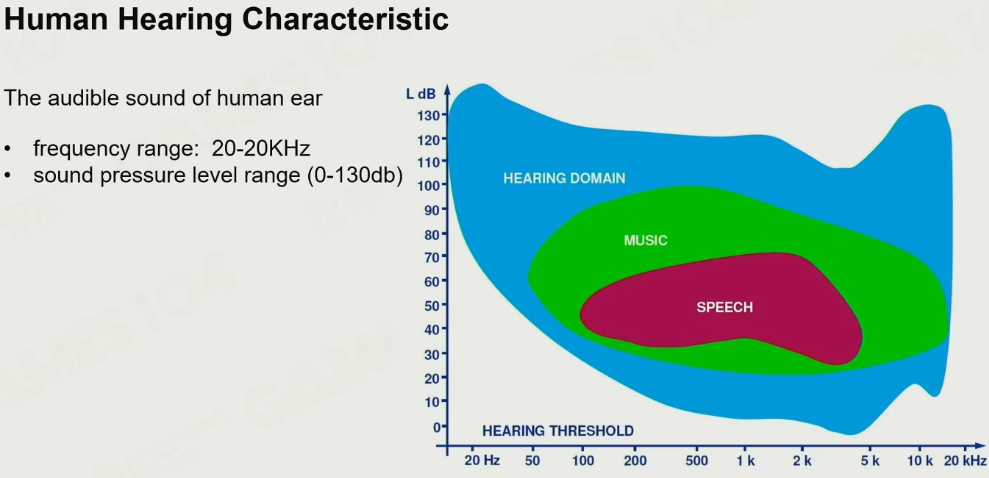 Human Hearing Characteristic
The audible sound of human ear
• frequency range: 20-20KHz
• sound pressure level range (0-130db)
L dB
130
120
110
100
90
80
70
60
50
40
30
20
10
0
HEARING DOMAIN
MUSIC
SPEECH
HEARING THRESHOLD
20 Hz 50 100 200 500 1 k 2 k 5 k 10 k 20 kHz